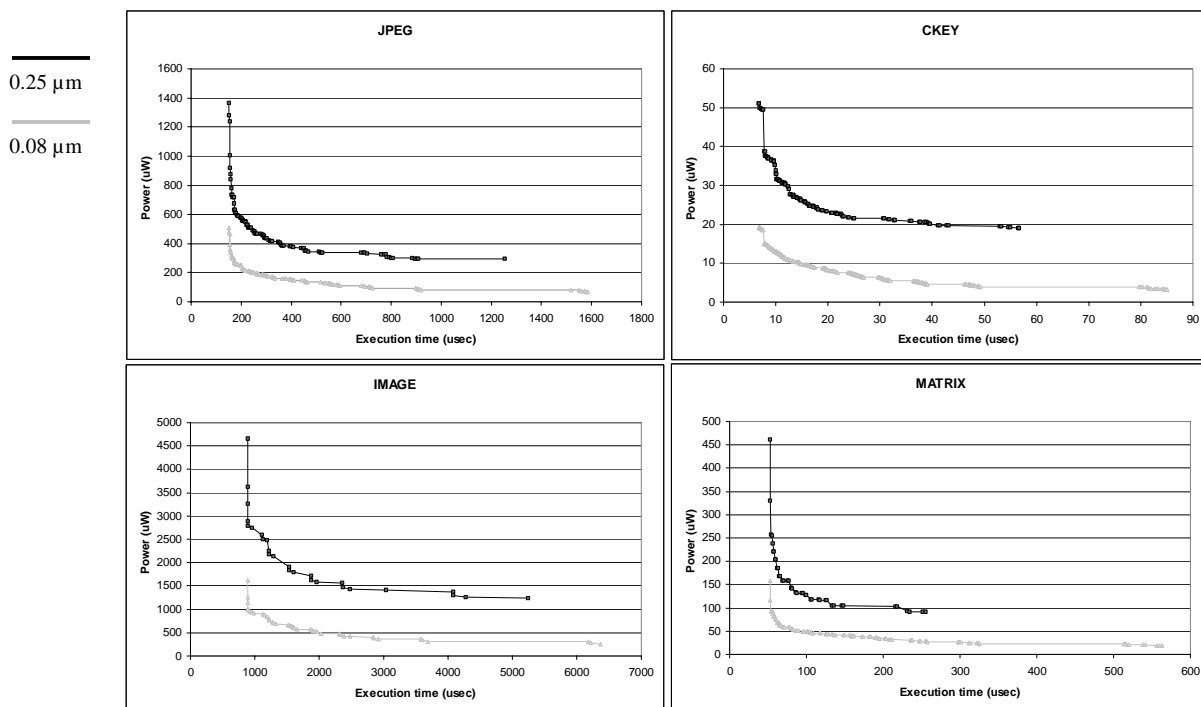 0.25 µm
0.08 µm
JPEG
Power (uW)
1600
1400
1200
1000
800
600
400
200
0
0 200 400 600 800 1000 1200 1400 1600 1800
Execution time (usec)
CKEY
Power (uW)
60
50
40
30
20
10
0
0 10 20 30 40 50 60 70 80 90
Execution time (usec)
IMAGE
Power (uW)
5000
4500
4000
3500
3000
2500
2000
1500
1000
500
0
0 1000 2000 3000 4000 5000 6000 7000
Execution time (usec)
MATRIX
Power (uW)
500
450
400
350
300
250
200
150
100
50
0
0 100 200 300 400 500 600
Execution time (usec)